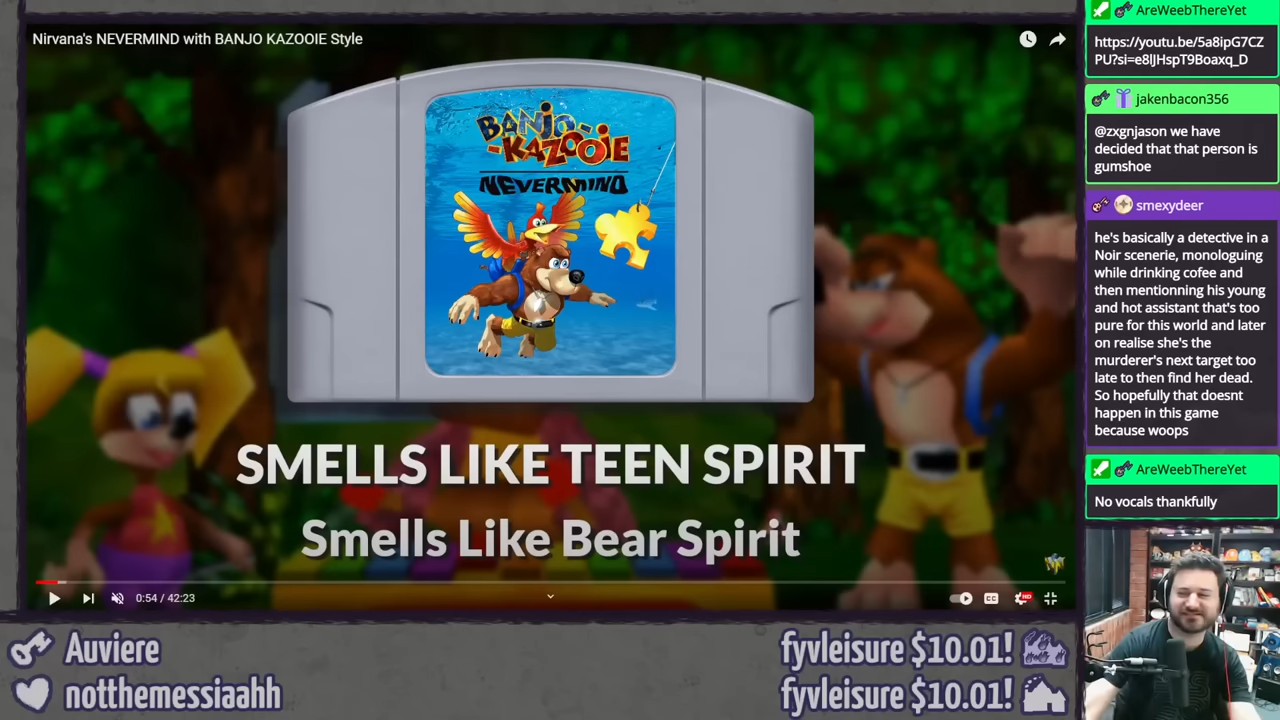 Nirvana's NEVERMIND with BANJO KAZOOIE Style
BANJO-
-KAZOOIE
NEVERMIND
SMELLS LIKE TEEN SPIRIT
Smells Like Bear Spirit
0:54 / 42:23
CC
HD
AreWeebThereYet
https://youtu.be/5a8ipG7CZ
PU?si=e8lJHspT9Boaxq_D
jakenbacon356
@zxgnjason we have
decided that that person is
gumshoe
smexydeer
he's basically a detective in a
Noir scenerie, monologuing
while drinking cofee and
then mentionning his young
and hot assistant that's too
pure for this world and later
on realise she's the
murderer's next target too
late to then find her dead.
So hopefully that doesnt
happen in this game
because woops
AreWeebThereYet
No vocals thankfully
Auviere
notthemessiaahh
fyvleisure $10.01!
fyvleisure $10.01!